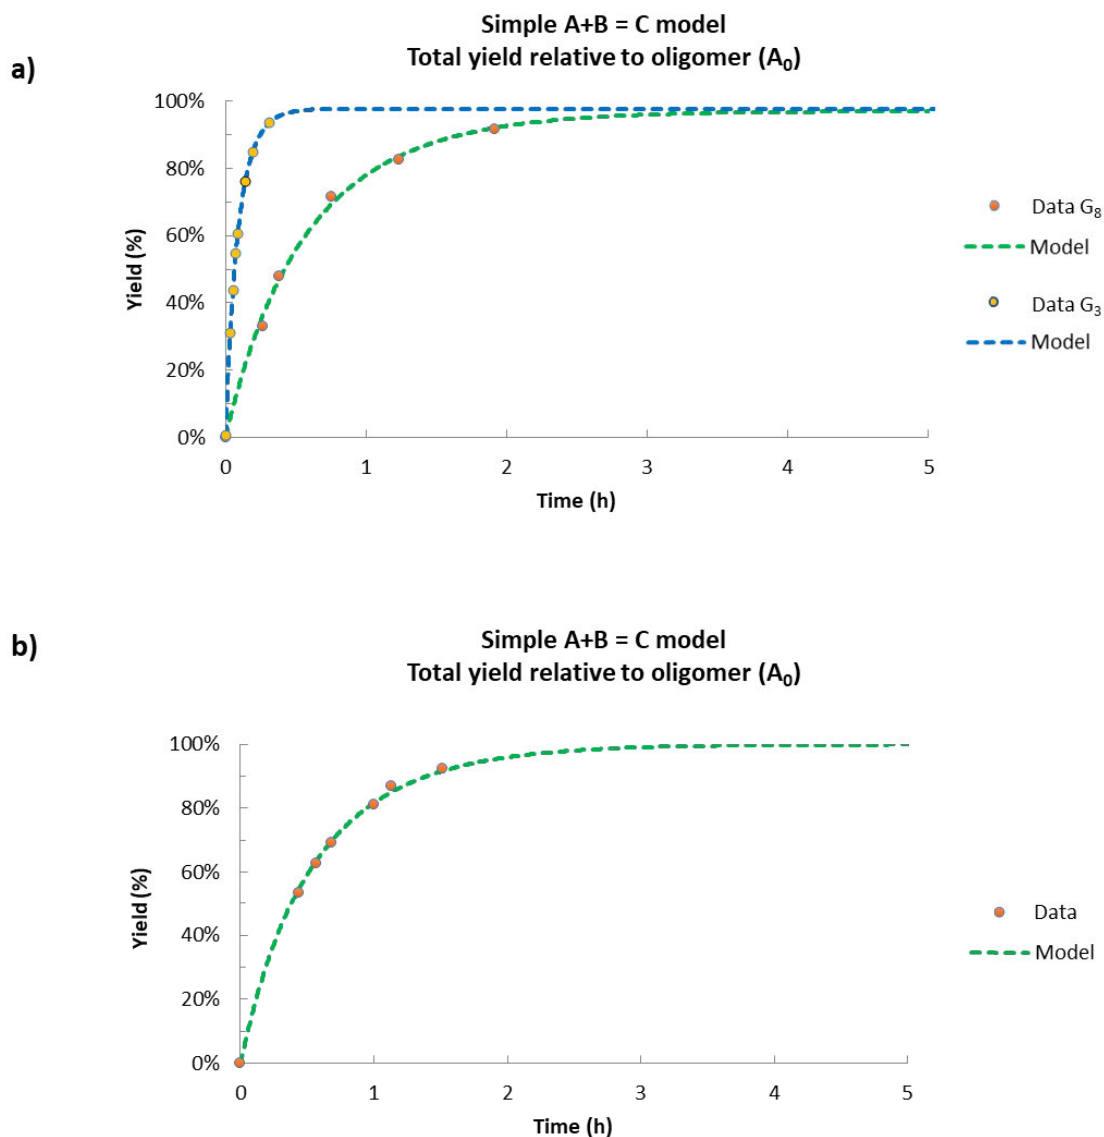 a)
Simple A+B = C model
Total yield relative to oligomer (A₀)
Yield (%)
100%
80%
60%
40%
20%
0%
0 1 2 3 4 5
Time (h)
Data G₈
Model
Data G₃
Model
b)
Simple A+B = C model
Total yield relative to oligomer (A₀)
Yield (%)
100%
80%
60%
40%
20%
0%
0 1 2 3 4 5
Time (h)
Data
Model